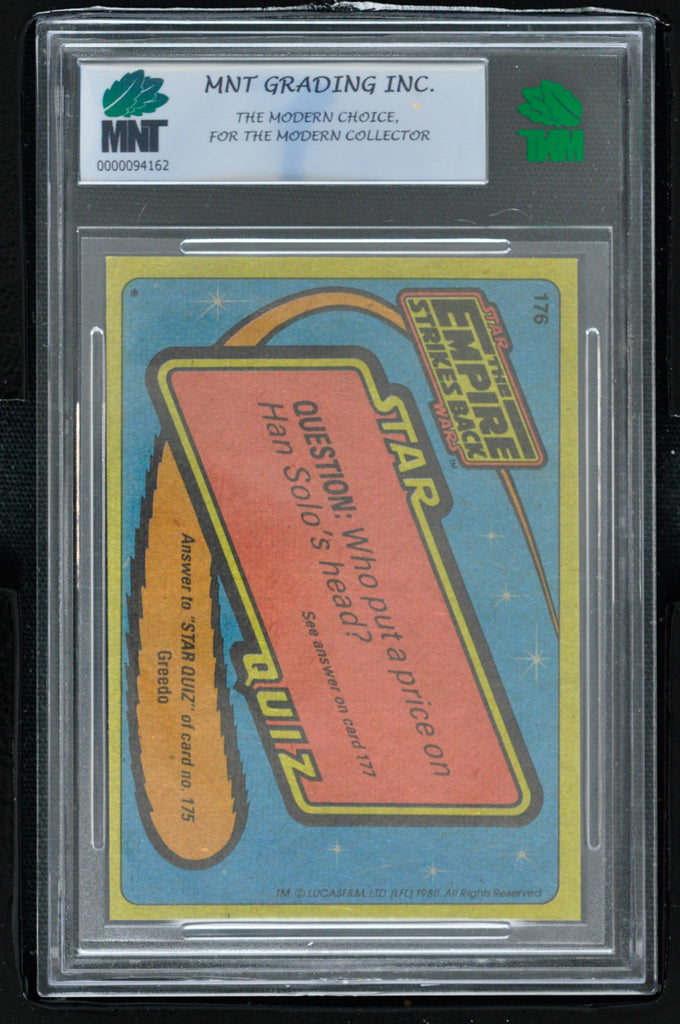 MNT GRADING INC.
THE MODERN CHOICE,
FOR THE MODERN COLLECTOR
MNT
0000094162
MNT
176
STAR
THE
EMPIRE
STRIKES BACK
WARS
™
STAR
QUESTION: Who put a price on
Han Solo's head?
See answer on card 177
QUIZ
Answer to "STAR QUIZ" of card no. 175
Greedo
*
TM © LUCASFILM, LTD (LFL) 1980. All Rights Reserved